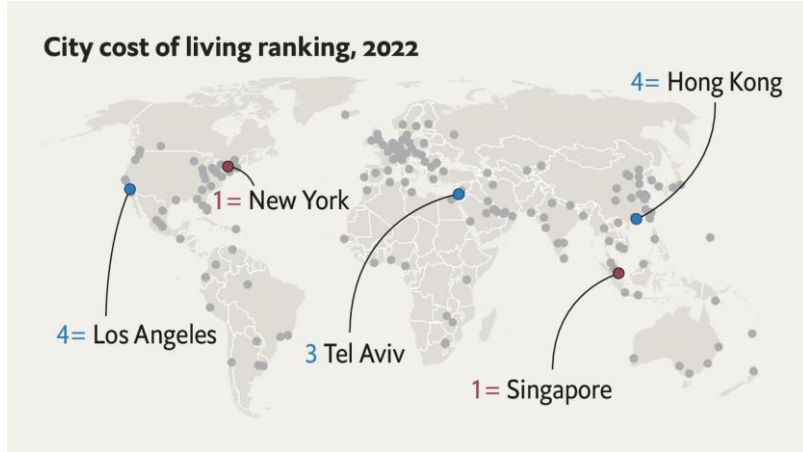 City cost of living ranking, 2022
4= Hong Kong
1= New York
4= Los Angeles
3 Tel Aviv
1= Singapore